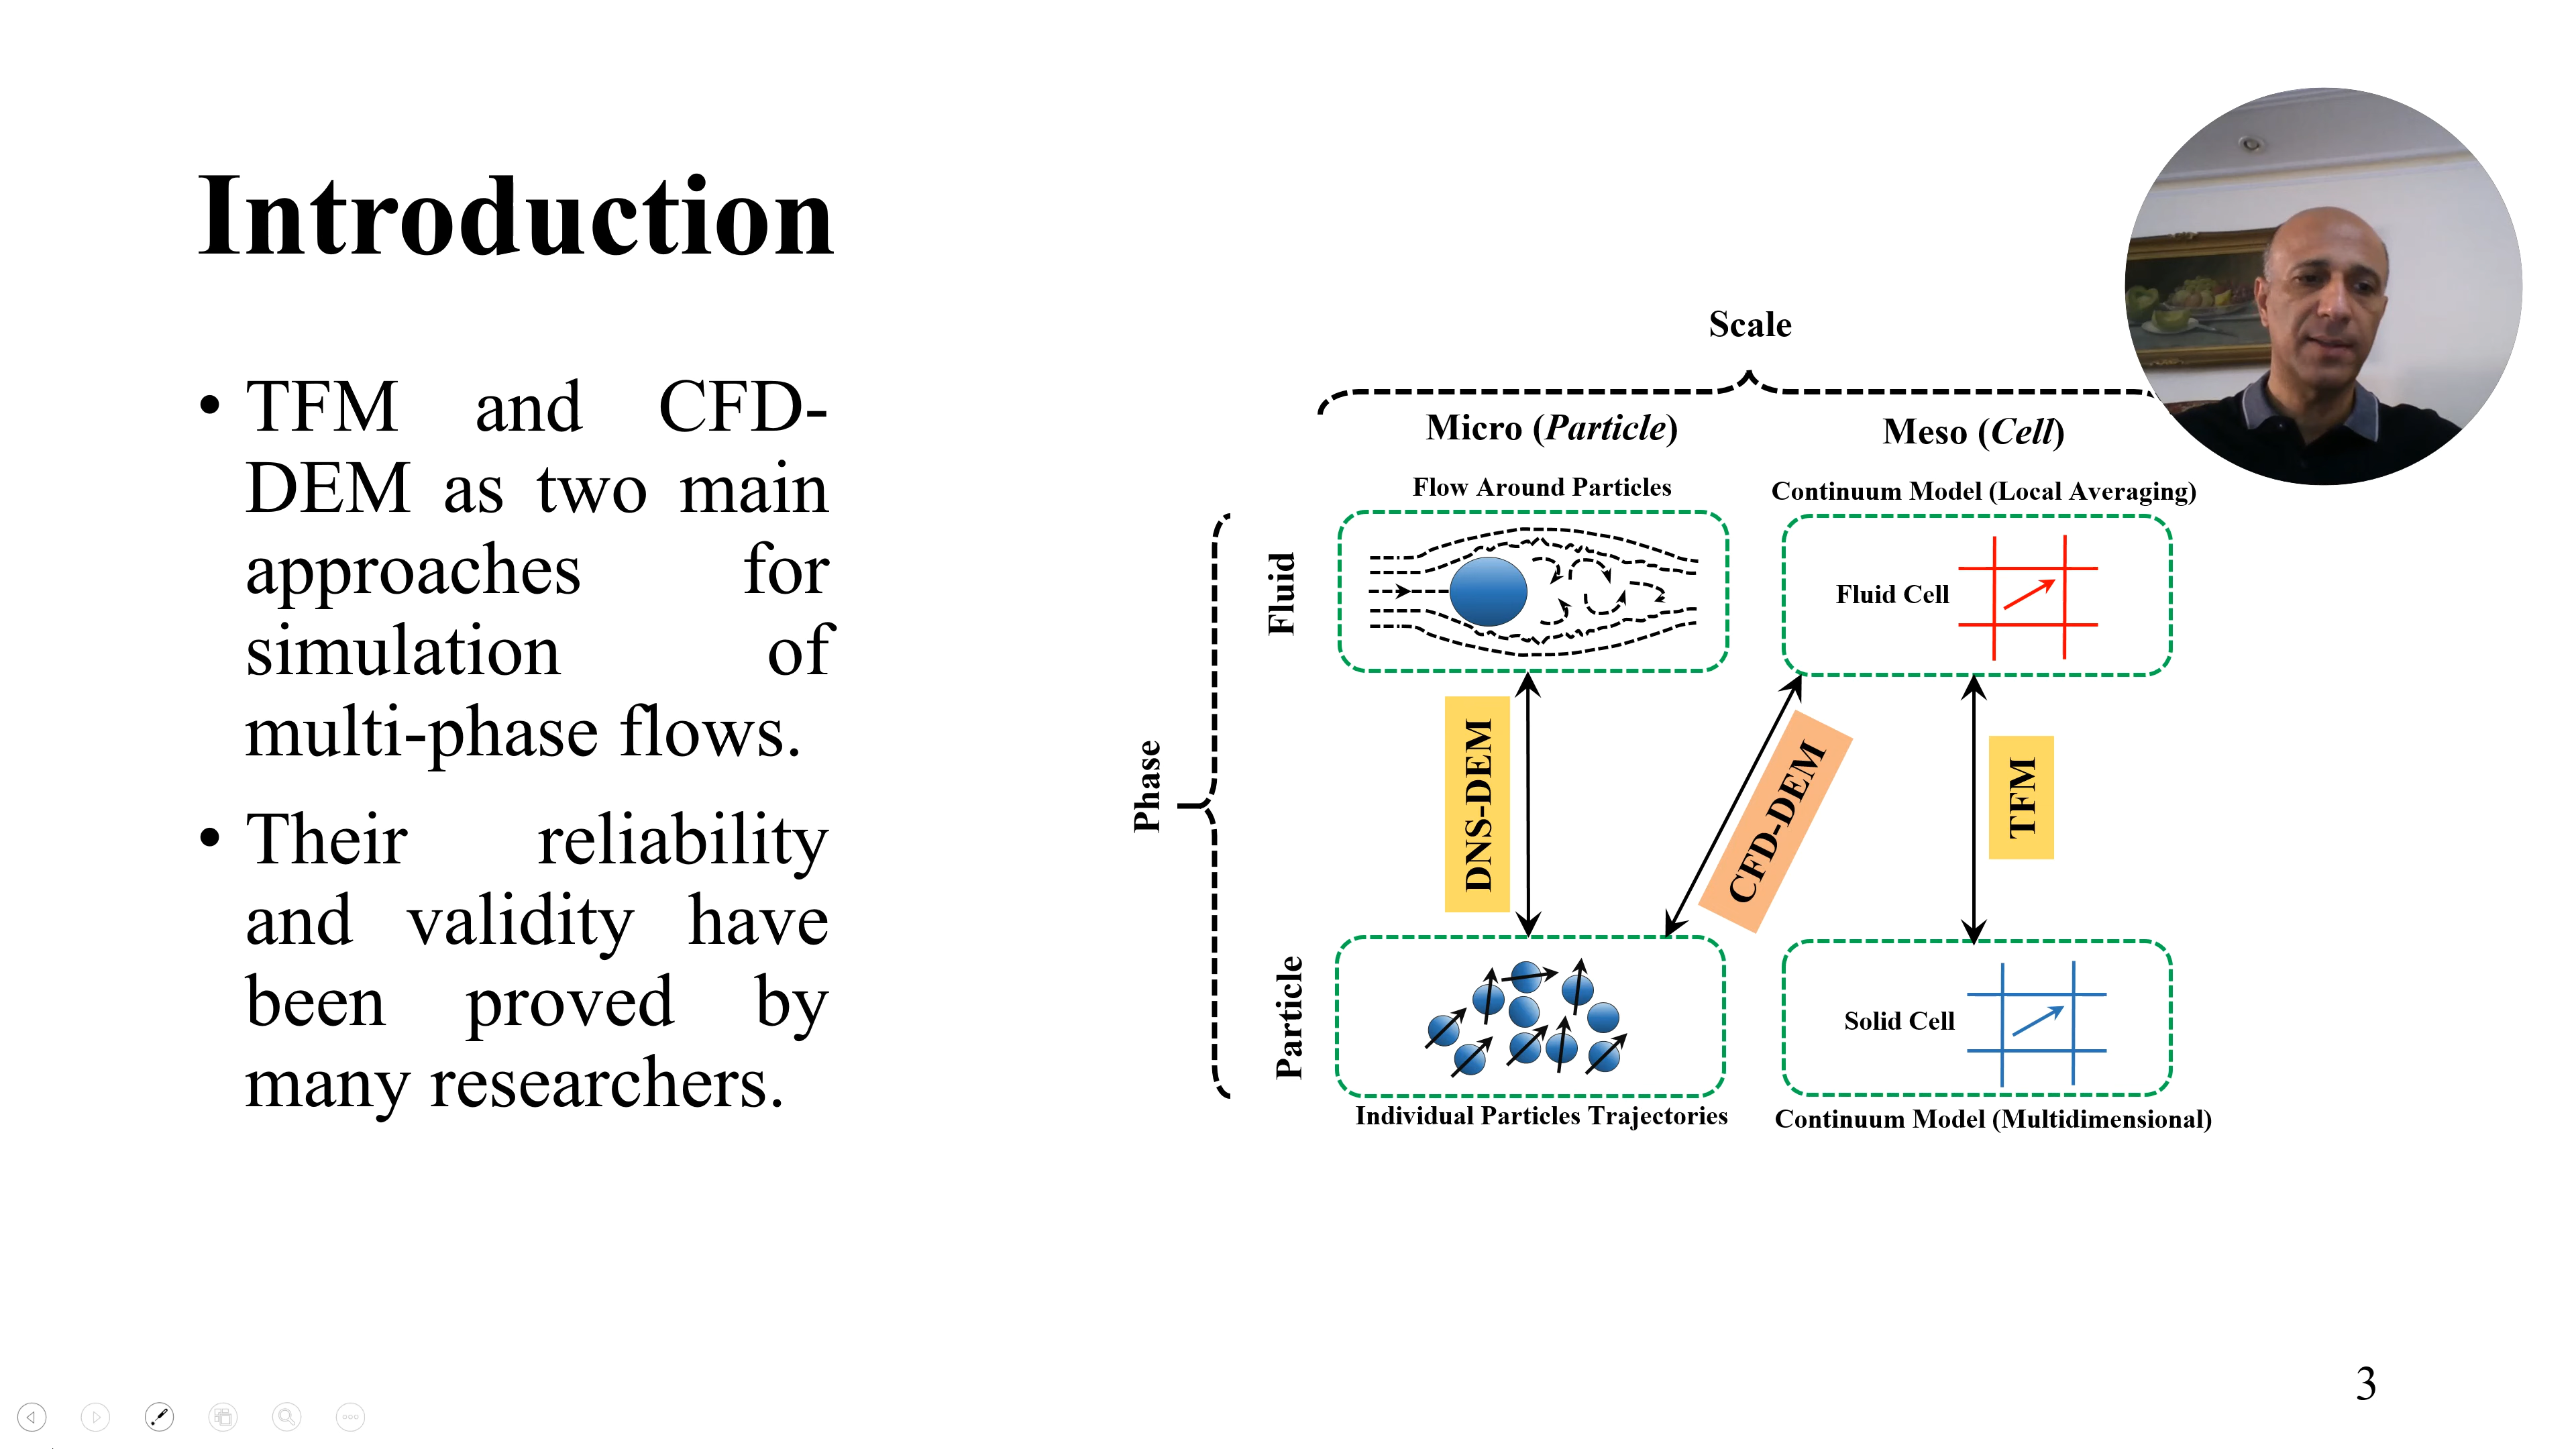 Introduction
• TFM and CFD-
DEM as two main
approaches for
simulation of
multi-phase flows.
• Their reliability
and validity have
been proved by
many researchers.
Scale
Micro (Particle)
Meso (Cell)
Flow Around Particles
Continuum Model (Local Averaging)
Phase
Fluid
Fluid Cell
DNS-DEM
CFD-DEM
TFM
Particle
Solid Cell
Individual Particles Trajectories
Continuum Model (Multidimensional)
3